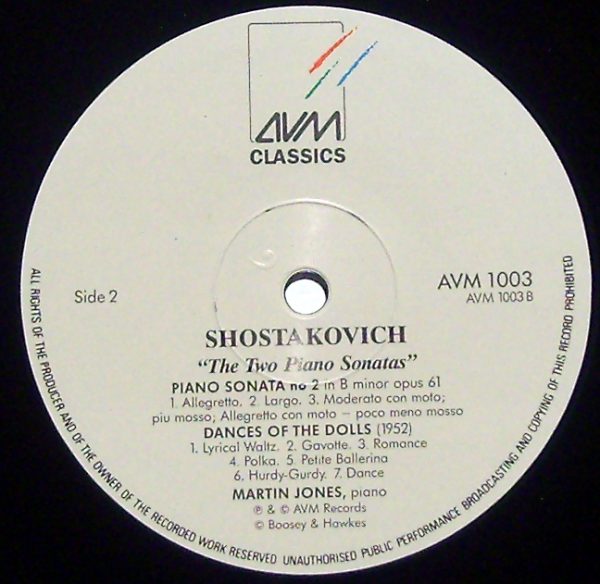 AVM
CLASSICS
Side 2
AVM 1003
AVM 1003 B
SHOSTAKOVICH
“The Two Piano Sonatas”
PIANO SONATA no 2 in B minor opus 61
1. Allegretto. 2. Largo. 3. Moderato con moto;
piu mosso; Allegretto con moto – poco meno mosso
DANCES OF THE DOLLS (1952)
1. Lyrical Waltz. 2. Gavotte. 3. Romance
4. Polka. 5. Petite Ballerina
6. Hurdy-Gurdy. 7. Dance
MARTIN JONES, piano
℗ & © AVM Records
© Boosey & Hawkes
ALL RIGHTS OF THE PRODUCER AND OF THE OWNER OF THE RECORDED WORK RESERVED UNAUTHORISED PUBLIC PERFORMANCE BROADCASTING AND COPYING OF THIS RECORD PROHIBITED